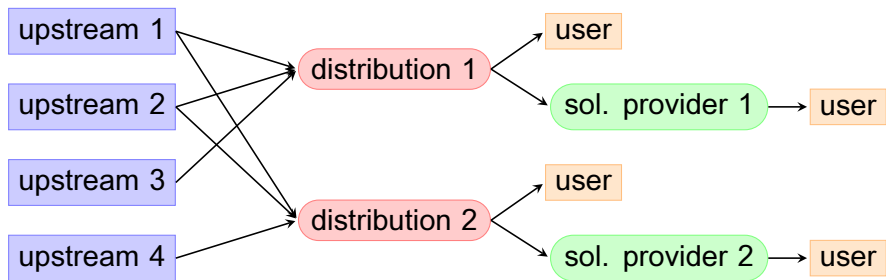 upstream 1
upstream 2
upstream 3
upstream 4
distribution 1
distribution 2
user
sol. provider 1
user
user
sol. provider 2
user